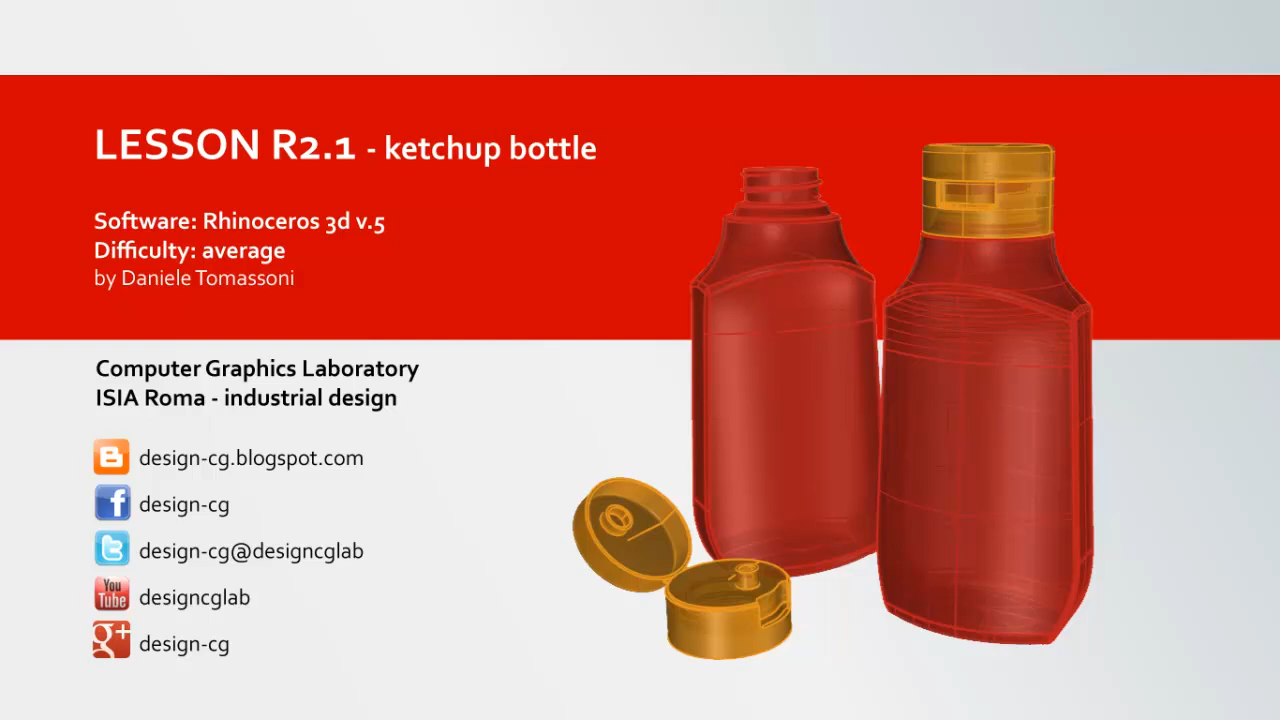 LESSON R2.1 - ketchup bottle
Software: Rhinoceros 3d v.5
Difficulty: average
by Daniele Tomassoni
Computer Graphics Laboratory
ISIA Roma - industrial design
design-cg.blogspot.com
f design-cg
t design-cg@designcglab
You Tube designcglab
g+ design-cg